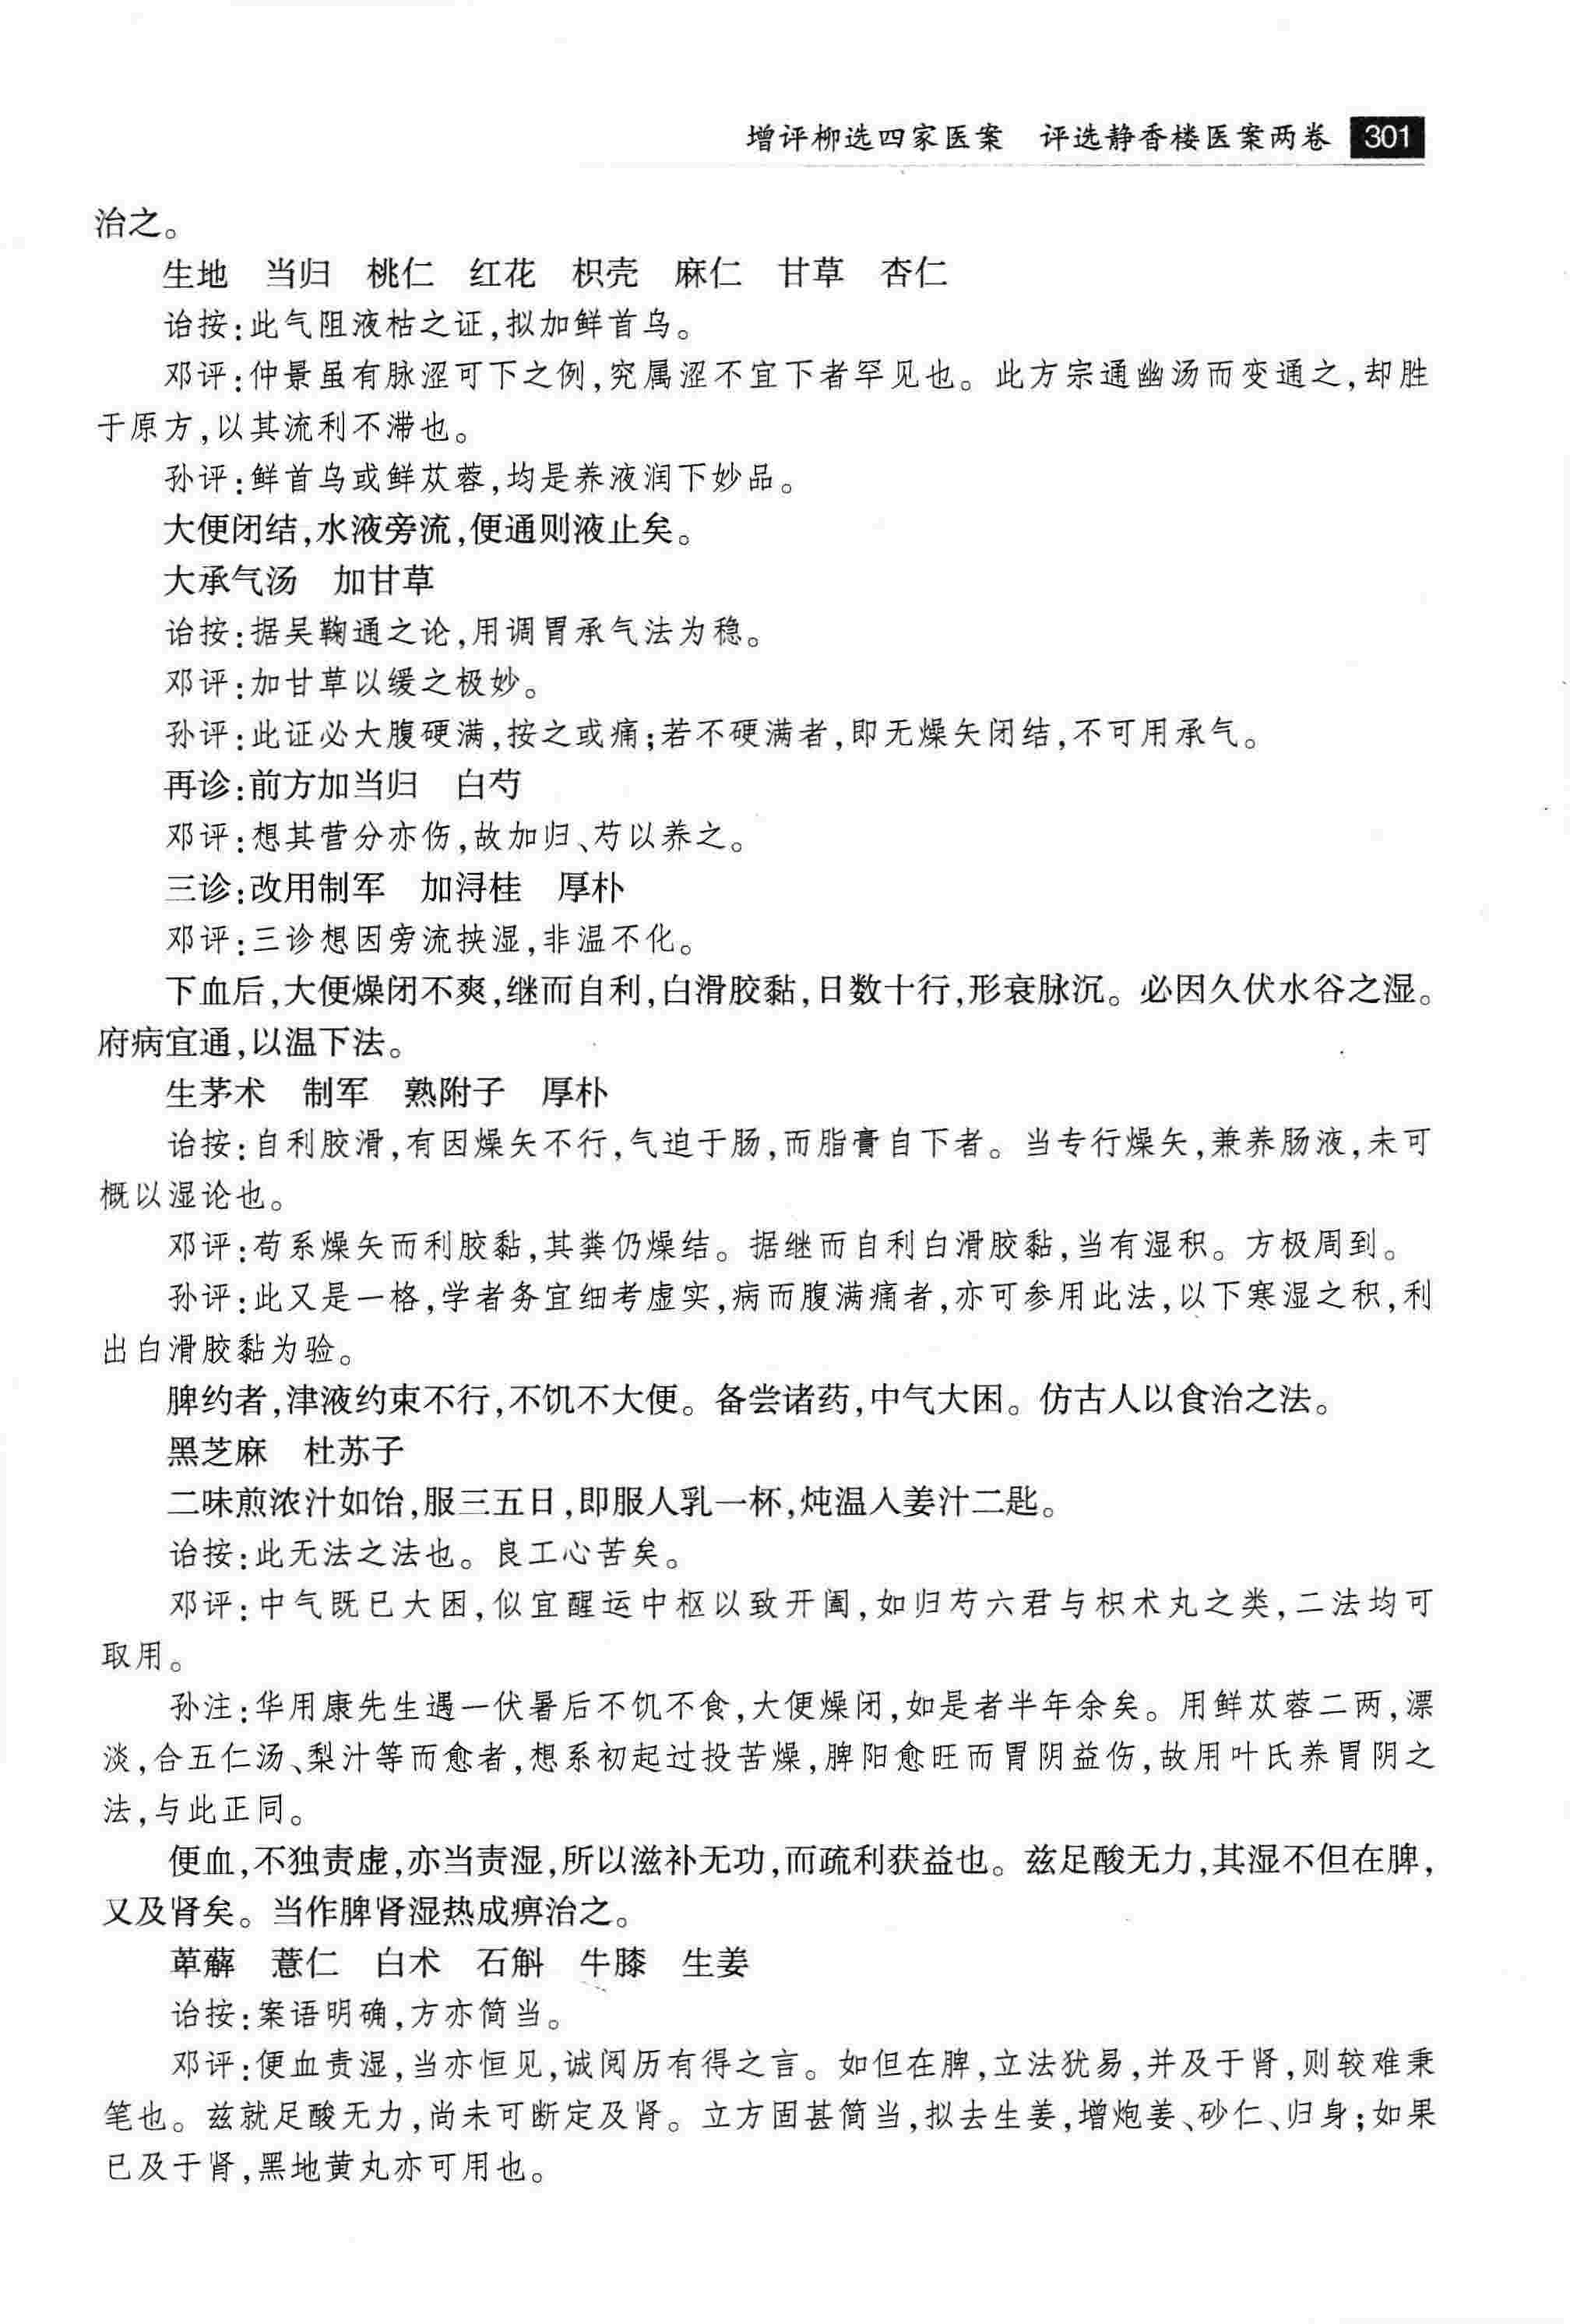 增评柳选四家医案　评选静香楼医案两卷　301
治之。
生地　当归　桃仁　红花　枳壳　麻仁　甘草　杏仁
诒按:此气阻液枯之证,拟加鲜首乌。
邓评:仲景虽有脉涩可下之例,究属涩不宜下者罕见也。此方宗通幽汤而变通之,却胜
于原方,以其流利不滞也。
孙评:鲜首乌或鲜苁蓉,均是养液润下妙品。
大便闭结,水液旁流,便通则液止矣。
大承气汤　加甘草
诒按:据吴鞠通之论,用调胃承气法为稳。
邓评:加甘草以缓之极妙。
孙评:此证必大腹硬满,按之或痛;若不硬满者,即无燥矢闭结,不可用承气。
再诊:前方加当归　白芍
邓评:想其营分亦伤,故加归、芍以养之。
三诊:改用制军　加浔桂　厚朴
邓评:三诊想因旁流挟湿,非温不化。
下血后,大便燥闭不爽,继而自利,白滑胶黏,日数十行,形衰脉沉。必因久伏水谷之湿。
府病宜通,以温下法。
生茅术　制军　熟附子　厚朴
诒按:自利胶滑,有因燥矢不行,气迫于肠,而脂膏自下者。当专行燥矢,兼养肠液,未可
概以湿论也。
邓评:苟系燥矢而利胶黏,其粪仍燥结。据继而自利白滑胶黏,当有湿积。方极周到。
孙评:此又是一格,学者务宜细考虚实,病而腹满痛者,亦可参用此法,以下寒湿之积,利
出白滑胶黏为验。
脾约者,津液约束不行,不饥不大便。备尝诸药,中气大困。仿古人以食治之法。
黑芝麻　杜苏子
二味煎浓汁如饴,服三五日,即服人乳一杯,炖温入姜汁二匙。
诒按:此无法之法也。良工心苦矣。
邓评:中气既已大困,似宜醒运中枢以致开阖,如归芍六君与枳术丸之类,二法均可
取用。
孙注:华用康先生遇一伏暑后不饥不食,大便燥闭,如是者半年余矣。用鲜苁蓉二两,漂
淡,合五仁汤、梨汁等而愈者,想系初起过投苦燥,脾阳愈旺而胃阴益伤,故用叶氏养胃阴之
法,与此正同。
便血,不独责虚,亦当责湿,所以滋补无功,而疏利获益也。兹足酸无力,其湿不但在脾,
又及肾矣。当作脾肾湿热成痹治之。
萆薢　薏仁　白术　石斛　牛膝　生姜
诒按:案语明确,方亦简当。
邓评:便血责湿,当亦恒见,诚阅历有得之言。如但在脾,立法犹易,并及于肾,则较难秉
笔也。兹就足酸无力,尚未可断定及肾。立方固甚简当,拟去生姜,增炮姜、砂仁、归身;如果
已及于肾,黑地黄丸亦可用也。